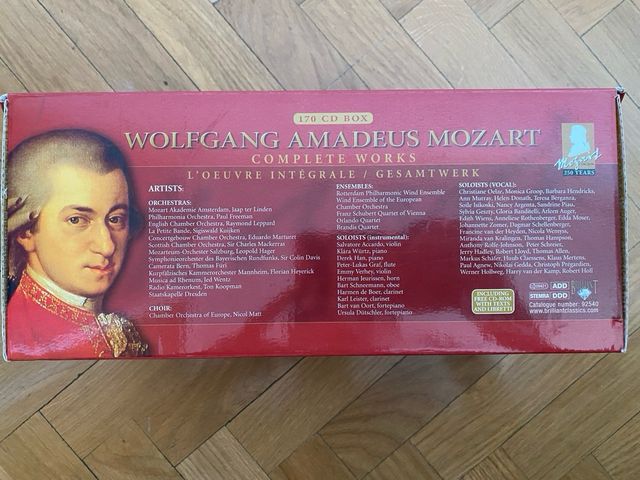 170 CD BOX
WOLFGANG AMADEUS MOZART
COMPLETE WORKS
L'OEUVRE INTÉGRALE / GESAMTWERK
Mozart
250 YEARS
ARTISTS:
ORCHESTRAS:
Mozart Akademie Amsterdam, Jaap ter Linden
Philharmonia Orchestra, Paul Freeman
English Chamber Orchestra, Raymond Leppard
La Petite Bande, Sigiswald Kuijken
Concertgebouw Chamber Orchestra, Eduardo Marturet
Scottish Chamber Orchestra, Sir Charles Mackerras
Mozarteum Orchester Salzburg, Leopold Hager
Symphonieorchester des Bayerischen Rundfunks, Sir Colin Davis
Camerata Bern, Thomas Füri
Kurpfälzisches Kammerorchester Mannheim, Florian Heyerick
Musica ad Rhenum, Jed Wentz
Radio Kamerorkest, Ton Koopman
Staatskapelle Dresden
CHOIR:
Chamber Orchestra of Europe, Nicol Matt
ENSEMBLES:
Rotterdam Philharmonic Wind Ensemble
Wind Ensemble of the European
Chamber Orchestra
Franz Schubert Quartet of Vienna
Orlando Quartet
Brandis Quartet
SOLOISTS (instrumental):
Salvatore Accardo, violin
Klára Würtz, piano
Derek Han, piano
Peter-Lukas Graf, flute
Emmy Verhey, violin
Herman Jeurissen, horn
Bart Schneemann, oboe
Harmen de Boer, clarinet
Karl Leister, clarinet
Bart van Oort, fortepiano
Ursula Dütschler, fortepiano
SOLOISTS (VOCAL):
Christiane Oelze, Monica Groop, Barbara Hendricks,
Ann Murray, Helen Donath, Teresa Berganza,
Soile Isikoski, Nancy Argenta, Sandrine Piau,
Sylvia Geszty, Gloria Banditelli, Arleen Auger,
Edith Wiens, Anneliese Rothenberger, Edda Moser,
Johannette Zomer, Dagmar Schellenberger,
Francine van der Heyden, Nicola Wemyss,
Miranda van Kralingen, Thomas Hampson,
Anthony Rolfe-Johnson, Peter Schreier,
Jerry Hadley, Robert Lloyd, Thomas Allen,
Markus Schäfer, Huub Claessens, Klaus Mertens,
Paul Agnew, Nikolai Gedda, Christoph Prégardien,
Werner Hollweg, Harry van der Kamp, Robert Holl
INCLUDING
FREE CD-ROM
WITH TEXTS
AND LIBRETTI
ADD
STEMRA DDD
Catalogue number: 92540
www.brilliantclassics.com